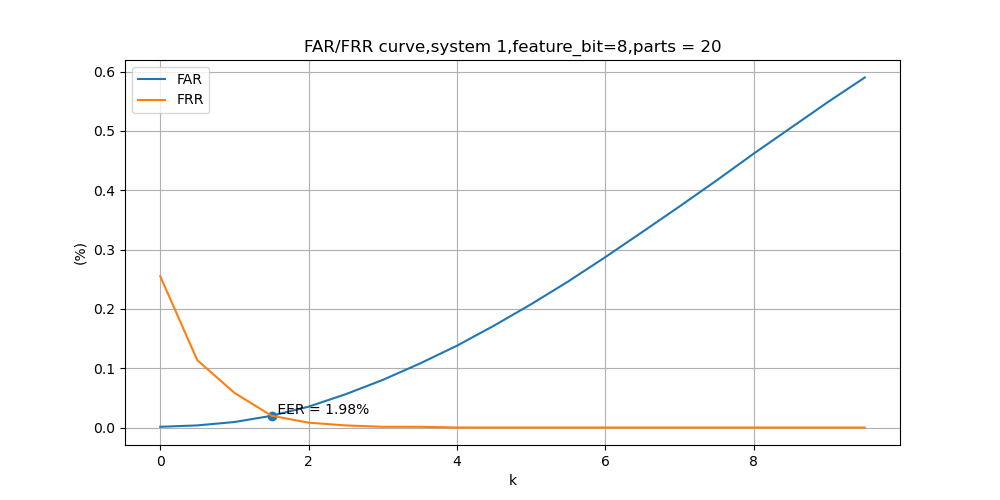 FAR/FRR curve,system 1,feature_bit=8,parts = 20
FAR
FRR
0.6
0.5
0.4
0.3
0.2
0.1
0.0
(%)
EER = 1.98%
0 2 4 6 8
k